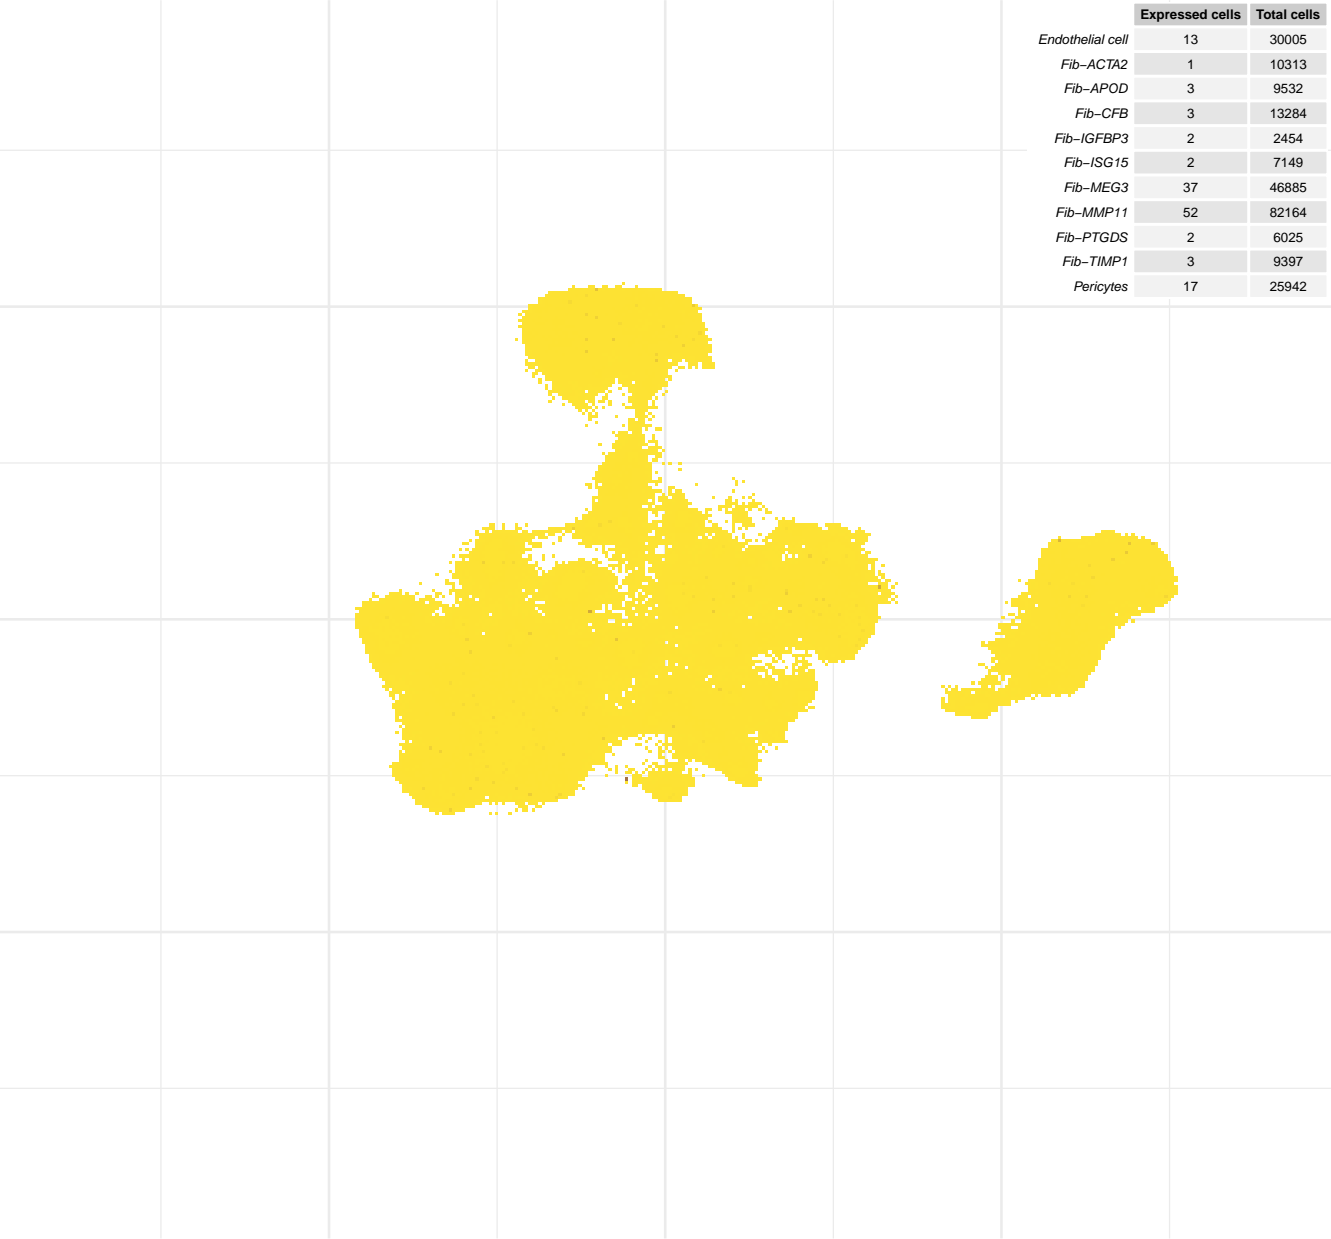 Expressed cells Total cells
Endothelial cell 13 30005
Fib−ACTA2 1 10313
Fib−APOD 3 9532
Fib−CFB 3 13284
Fib−IGFBP3 2 2454
Fib−ISG15 2 7149
Fib−MEG3 37 46885
Fib−MMP11 52 82164
Fib−PTGDS 2 6025
Fib−TIMP1 3 9397
Pericytes 17 25942